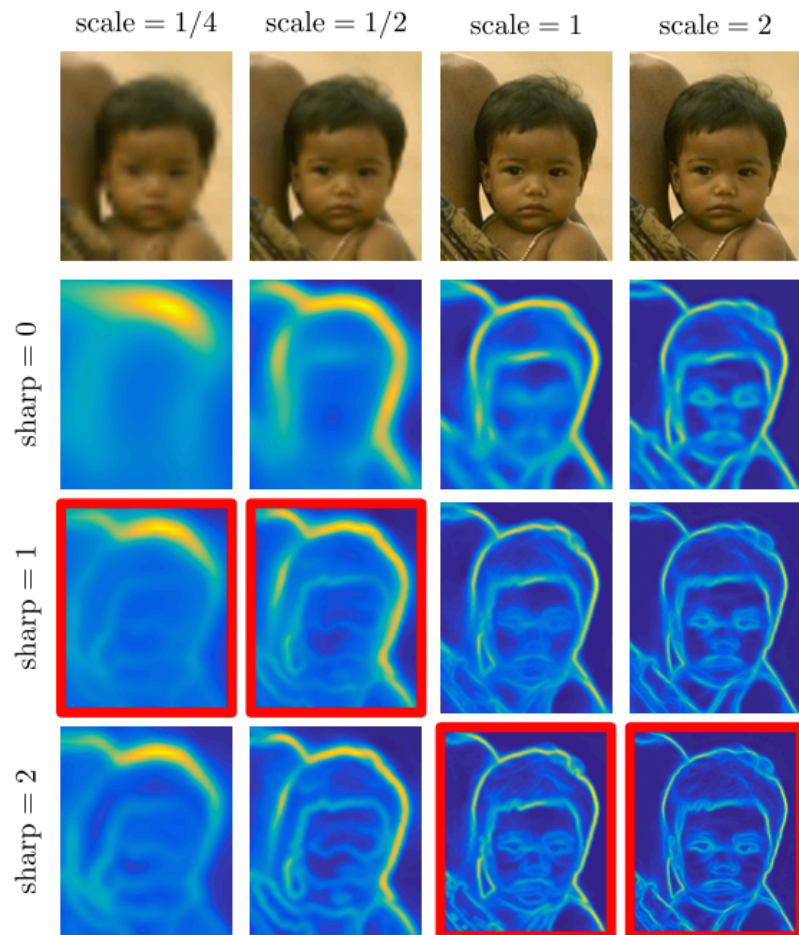 scale = 1/4 scale = 1/2 scale = 1 scale = 2
sharp = 0
sharp = 1
sharp = 2